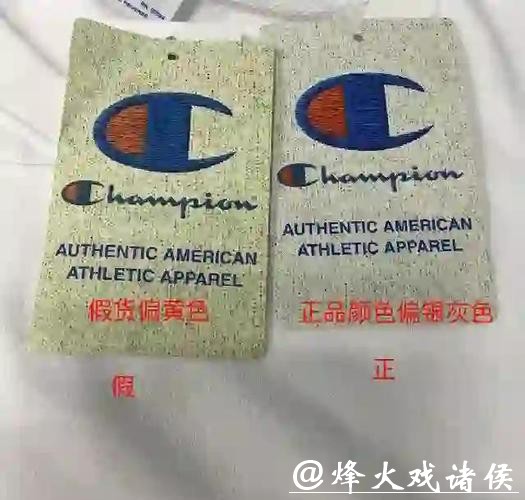 Champion
AUTHENTIC AMERICAN
ATHLETIC APPAREL
假货偏黄色
假
Champion
AUTHENTIC AMERICAN
ATHLETIC APPAREL
正品颜色偏银灰色
正
@烽火戏诸侯